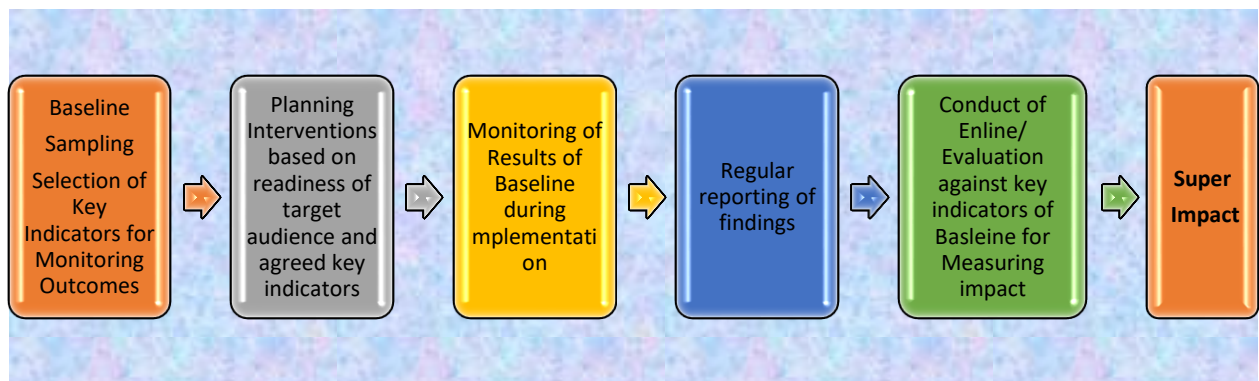 Baseline
Sampling
Selection of
Key
Indicators for
Monitoring
Outcomes
Planning
Interventions
based on
readiness of
target
audience and
agreed key
indicators
Monitoring of
Results of
Baseline
during
mplementati
on
Regular
reporting of
findings
Conduct of
Enline/
Evaluation
against key
indicators of
Basleine for
Measuring
impact
Super
Impact